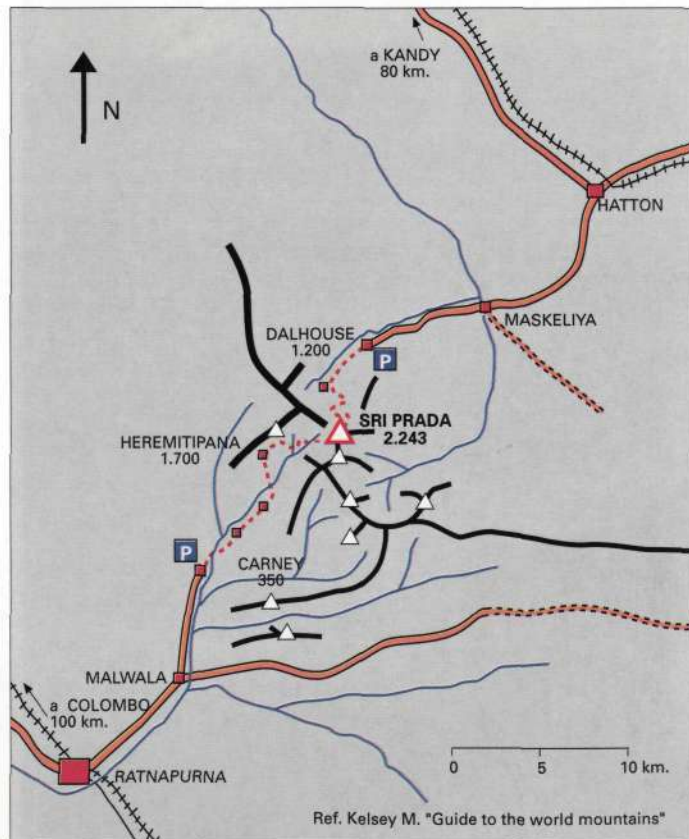 a KANDY
80 km.
N
HATTON
MASKELIYA
DALHOUSE
1.200
P
SRI PRADA
2.243
HEREMITIPANA
1.700
P
CARNEY
350
MALWALA
a COLOMBO
100 km.
RATNAPURNA
0 5 10 km.
Ref. Kelsey M. "Guide to the world mountains"